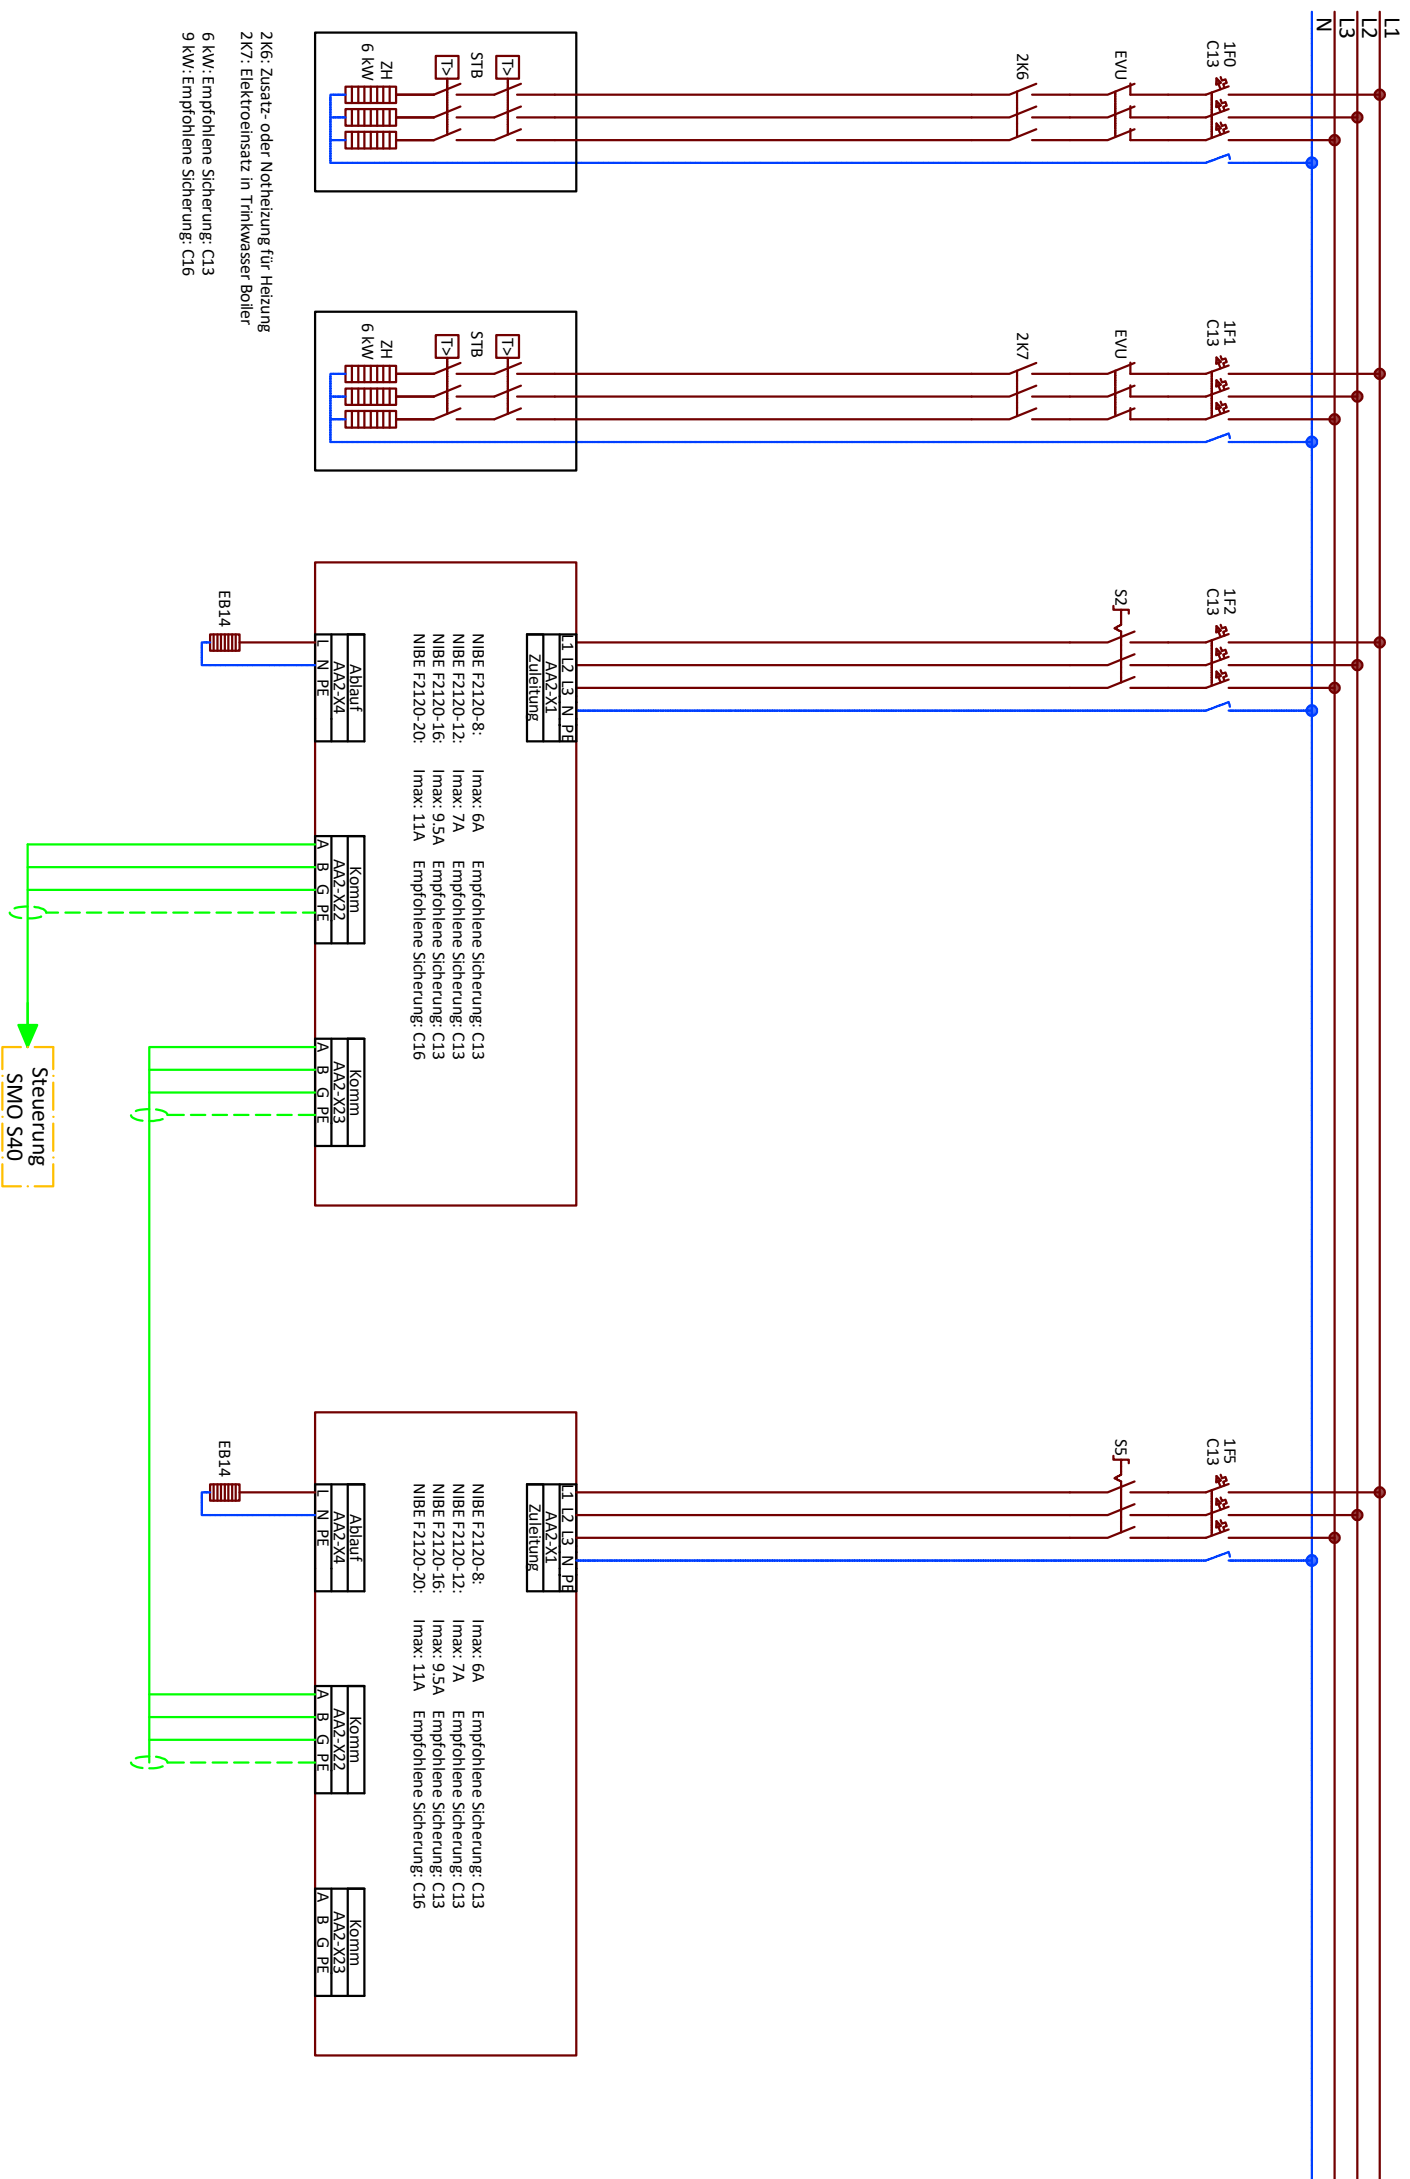 L1
L2
L3
N
1F0
C13
EVU
2K6
STB
T>
T>
ZH
6 kW
2K6: Zusatz- oder Notheizung für Heizung
2K7: Elektroeinsatz in Trinkwasser Boiler
6 kW: Empfohlene Sicherung: C13
9 kW: Empfohlene Sicherung: C16
1F1
C13
EVU
2K7
STB
T>
T>
ZH
6 kW
1F2
C13
S2
L1 L2 L3 N PE
AA2-X1
Zuleitung
NIBE F2120-8: Imax: 6A Empfohlene Sicherung: C13
NIBE F2120-12: Imax: 7A Empfohlene Sicherung: C13
NIBE F2120-16: Imax: 9.5A Empfohlene Sicherung: C13
NIBE F2120-20: Imax: 11A Empfohlene Sicherung: C16
Ablauf
AA2-X4
L N PE
EB14
Komm
AA2-X22
A B G PE
Komm
AA2-X23
A B G PE
Steuerung
SMO S40
1F5
C13
S5
L1 L2 L3 N PE
AA2-X1
Zuleitung
NIBE F2120-8: Imax: 6A Empfohlene Sicherung: C13
NIBE F2120-12: Imax: 7A Empfohlene Sicherung: C13
NIBE F2120-16: Imax: 9.5A Empfohlene Sicherung: C13
NIBE F2120-20: Imax: 11A Empfohlene Sicherung: C16
Ablauf
AA2-X4
L N PE
EB14
Komm
AA2-X22
A B G PE
Komm
AA2-X23
A B G PE